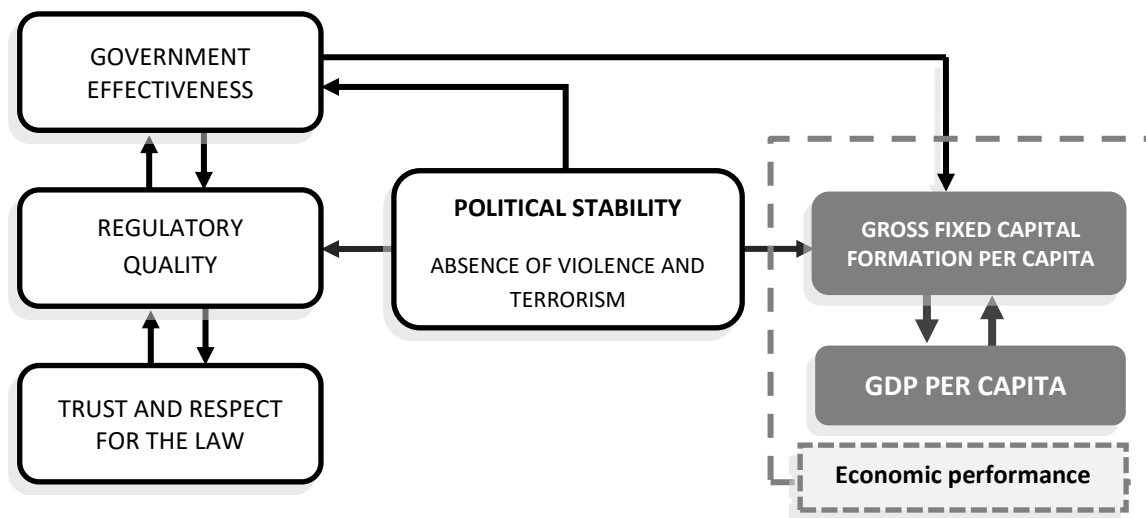 GOVERNMENT
EFFECTIVENESS
REGULATORY
QUALITY
TRUST AND RESPECT
FOR THE LAW
POLITICAL STABILITY
ABSENCE OF VIOLENCE AND
TERRORISM
GROSS FIXED CAPITAL
FORMATION PER CAPITA
GDP PER CAPITA
Economic performance